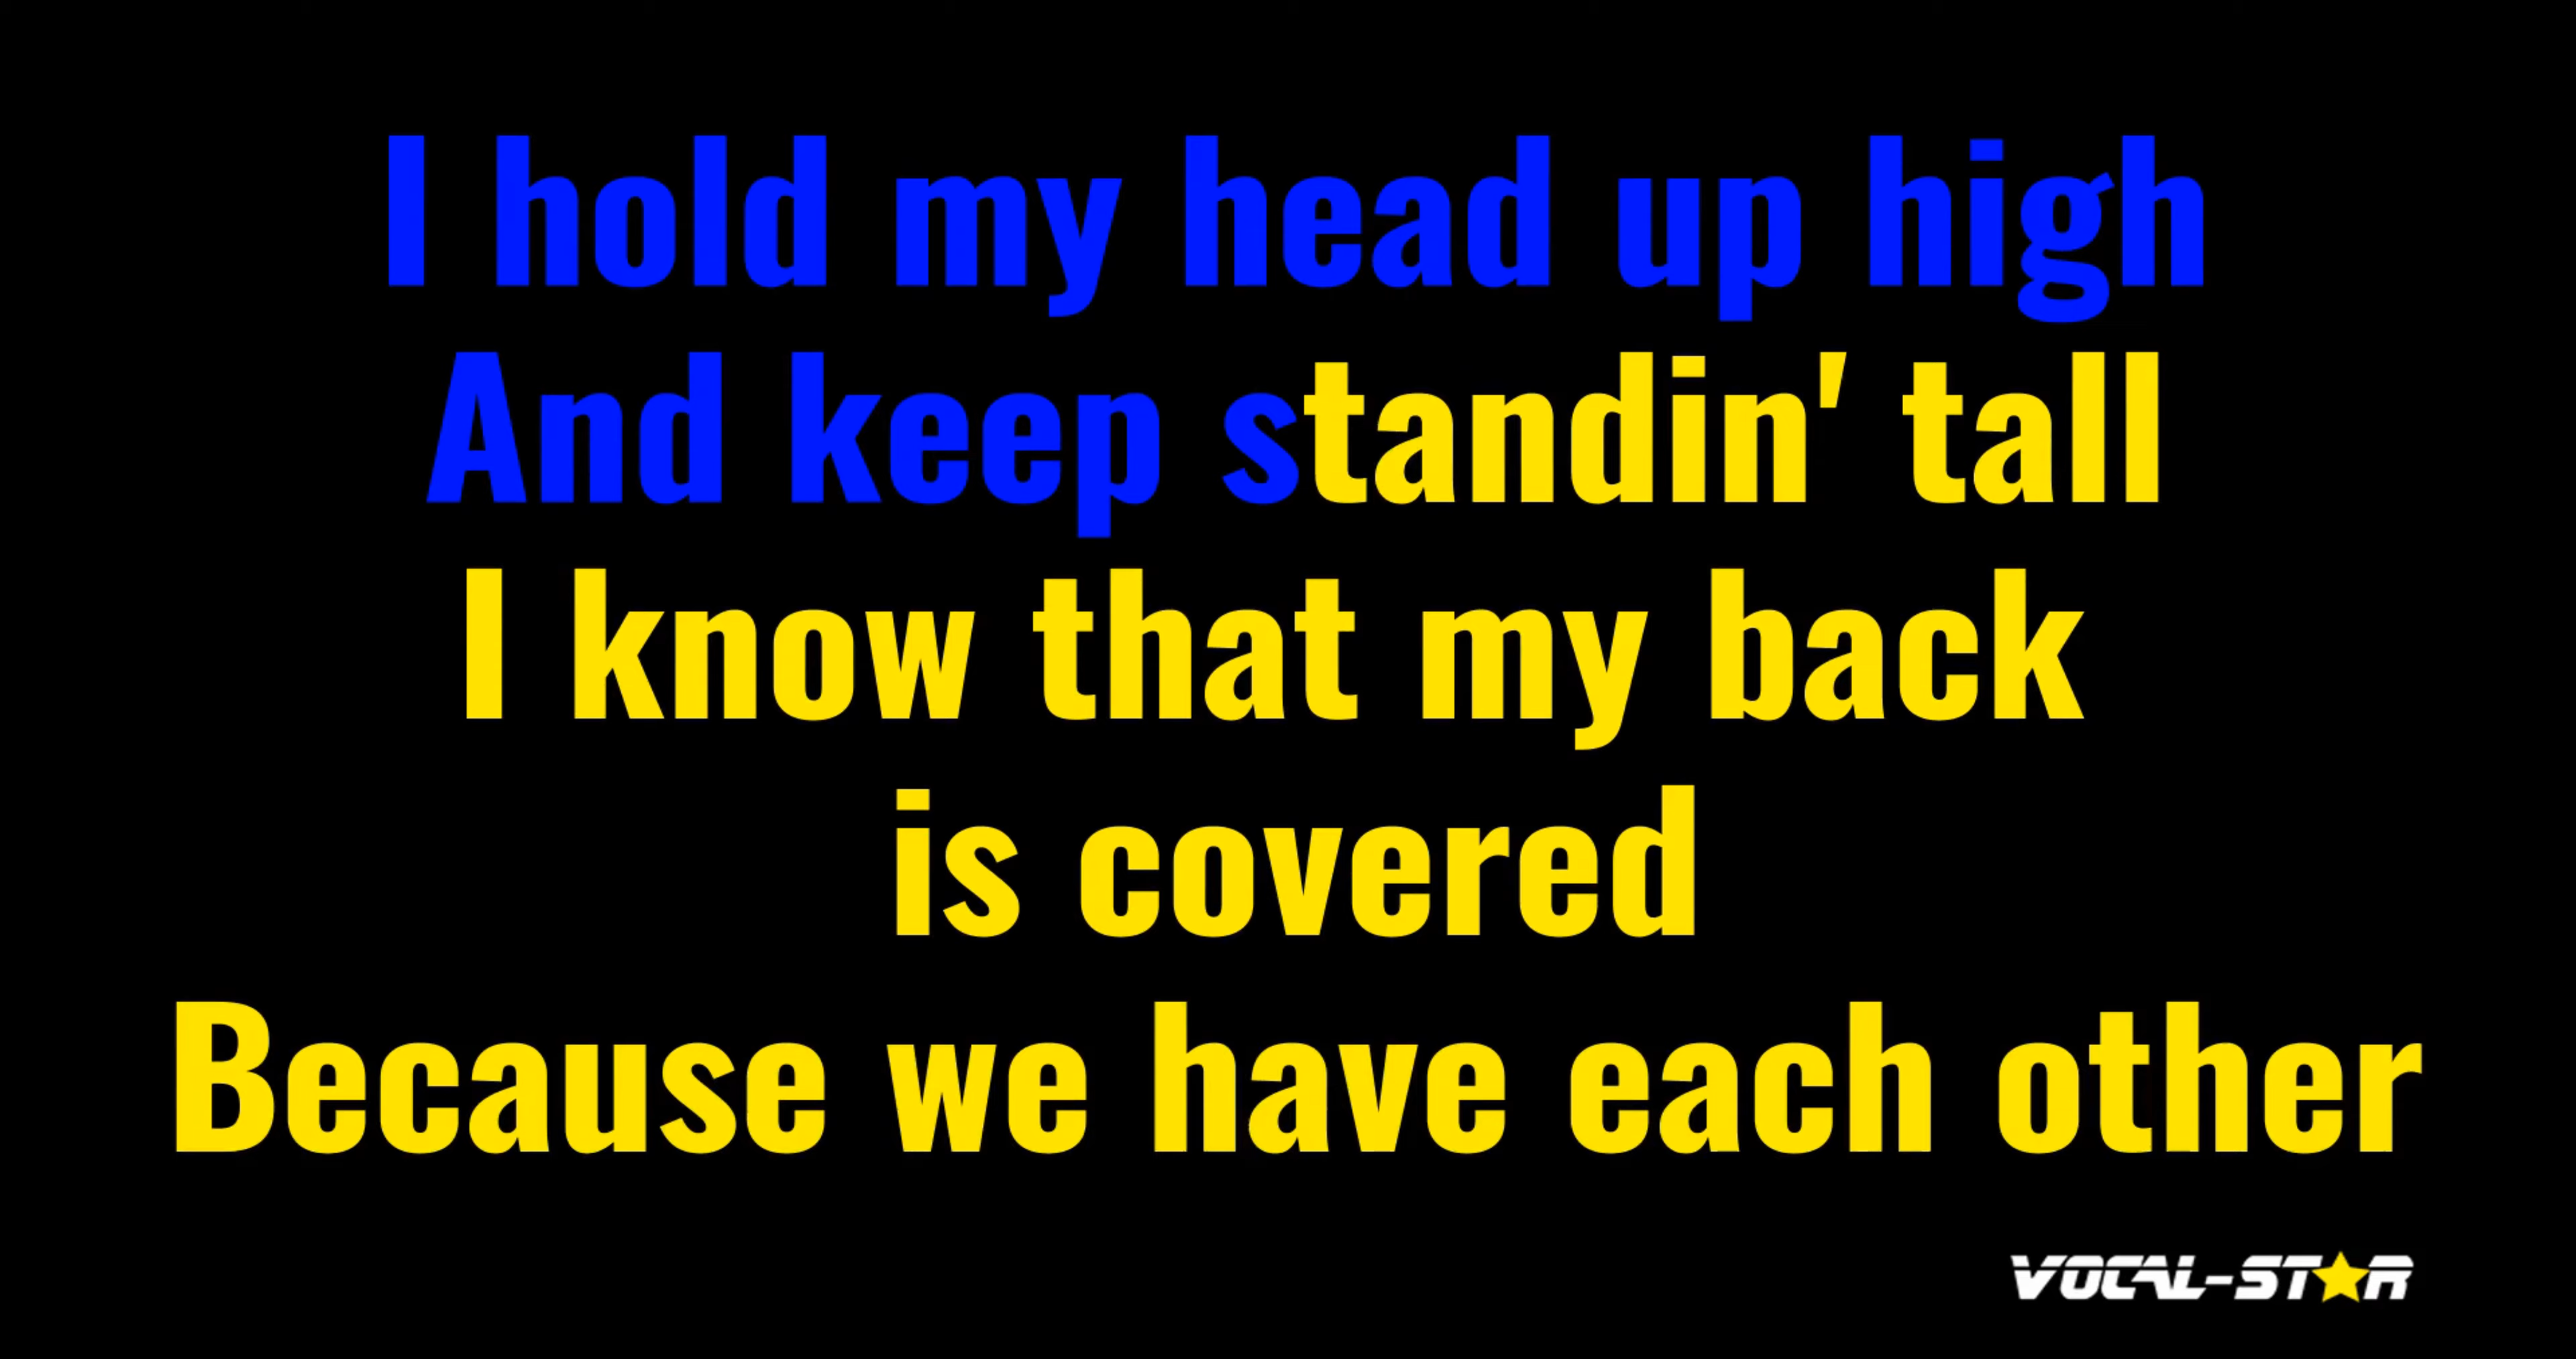 I hold my head up high
And keep standin' tall
I know that my back
is covered
Because we have each other
VOCAL-STAR